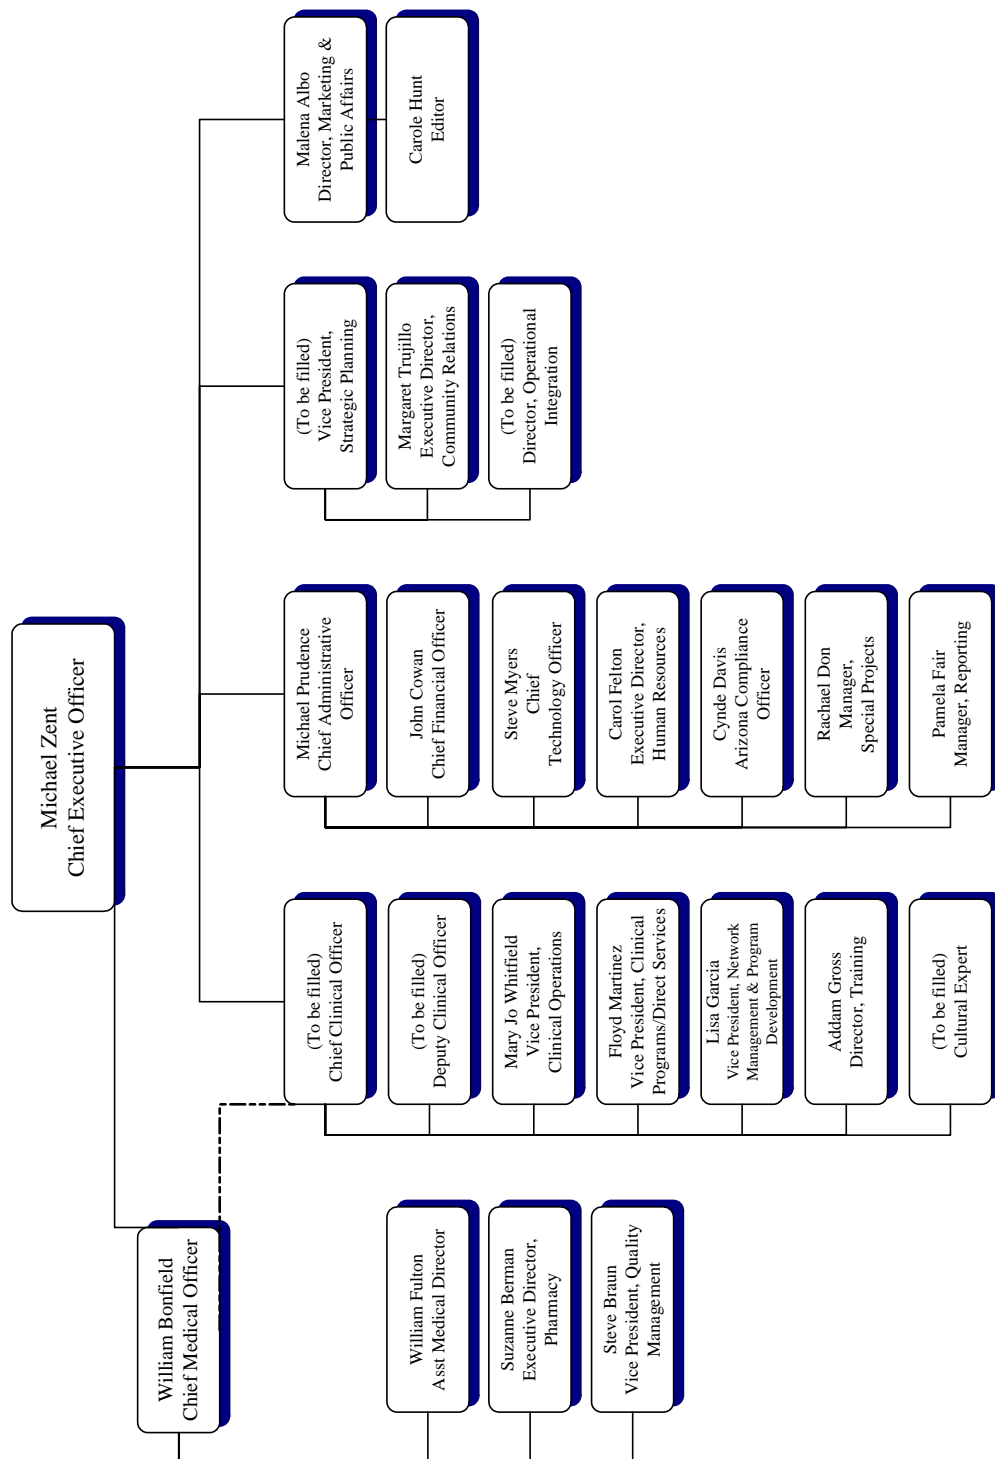 Michael Zent
Chief Executive Officer
William Bonfield
Chief Medical Officer
William Fulton
Asst Medical Director
Suzanne Berman
Executive Director,
Pharmacy
Steve Braun
Vice President, Quality
Management
(To be filled)
Chief Clinical Officer
(To be filled)
Deputy Clinical Officer
Mary Jo Whitfield
Vice President,
Clinical Operations
Floyd Martinez
Vice President, Clinical
Programs/Direct Services
Lisa Garcia
Vice President, Network
Management & Program
Development
Addam Gross
Director, Training
(To be filled)
Cultural Expert
Michael Prudence
Chief Administrative
Officer
John Cowan
Chief Financial Officer
Steve Myers
Chief
Technology Officer
Carol Felton
Executive Director,
Human Resources
Cynde Davis
Arizona Compliance
Officer
Rachael Don
Manager,
Special Projects
Pamela Fair
Manager, Reporting
(To be filled)
Vice President,
Strategic Planning
Margaret Trujillo
Executive Director,
Community Relations
(To be filled)
Director, Operational
Integration
Malena Albo
Director, Marketing &
Public Affairs
Carole Hunt
Editor